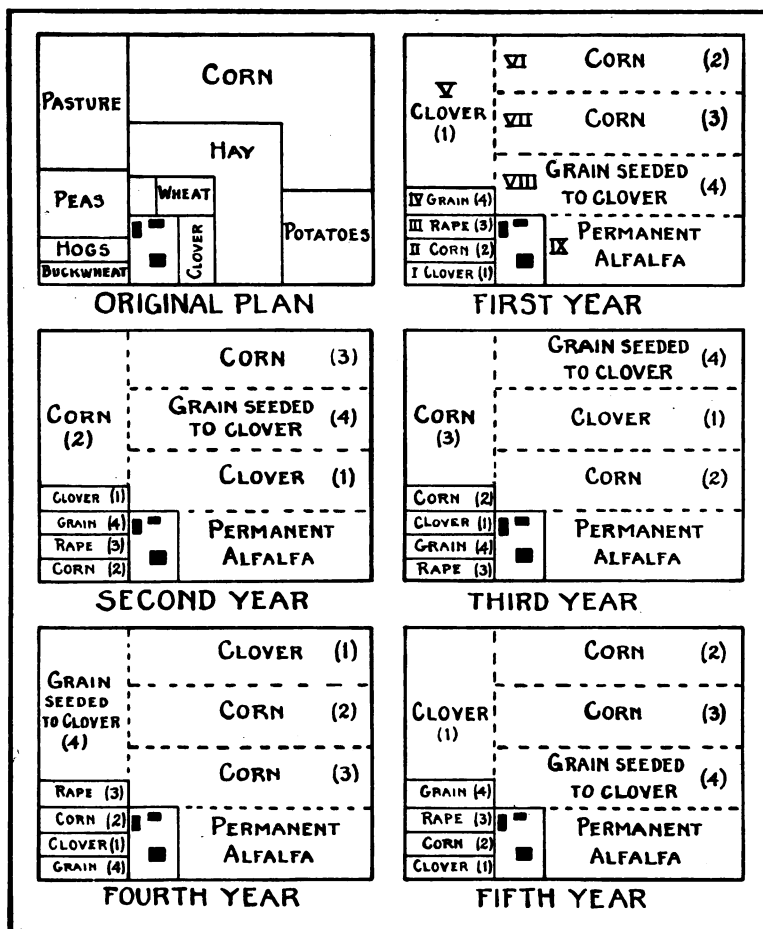 CORN
PASTURE
HAY
WHEAT
PEAS
HOGS
BUCKWHEAT
CLOVER
POTATOES
ORIGINAL PLAN
V
CLOVER
(1)
VI CORN (2)
VII CORN (3)
VIII GRAIN SEEDED
TO CLOVER (4)
IV GRAIN (4)
III RAPE (3)
II CORN (2)
I CLOVER (1)
IX PERMANENT
ALFALFA
FIRST YEAR
CORN (3)
GRAIN SEEDED
TO CLOVER (4)
CORN
(2)
CLOVER (1)
CLOVER (1)
GRAIN (4)
RAPE (3)
CORN (2)
PERMANENT
ALFALFA
SECOND YEAR
GRAIN SEEDED
TO CLOVER (4)
CORN
(3)
CLOVER (1)
CORN (2)
CORN (2)
CLOVER (1)
GRAIN (4)
RAPE (3)
PERMANENT
ALFALFA
THIRD YEAR
CLOVER (1)
GRAIN
SEEDED
TO CLOVER
(4)
CORN (2)
CORN (3)
RAPE (3)
CORN (2)
CLOVER (1)
GRAIN (4)
PERMANENT
ALFALFA
FOURTH YEAR
CORN (2)
CLOVER
(1)
CORN (3)
GRAIN SEEDED
TO CLOVER (4)
GRAIN (4)
RAPE (3)
CORN (2)
CLOVER (1)
PERMANENT
ALFALFA
FIFTH YEAR